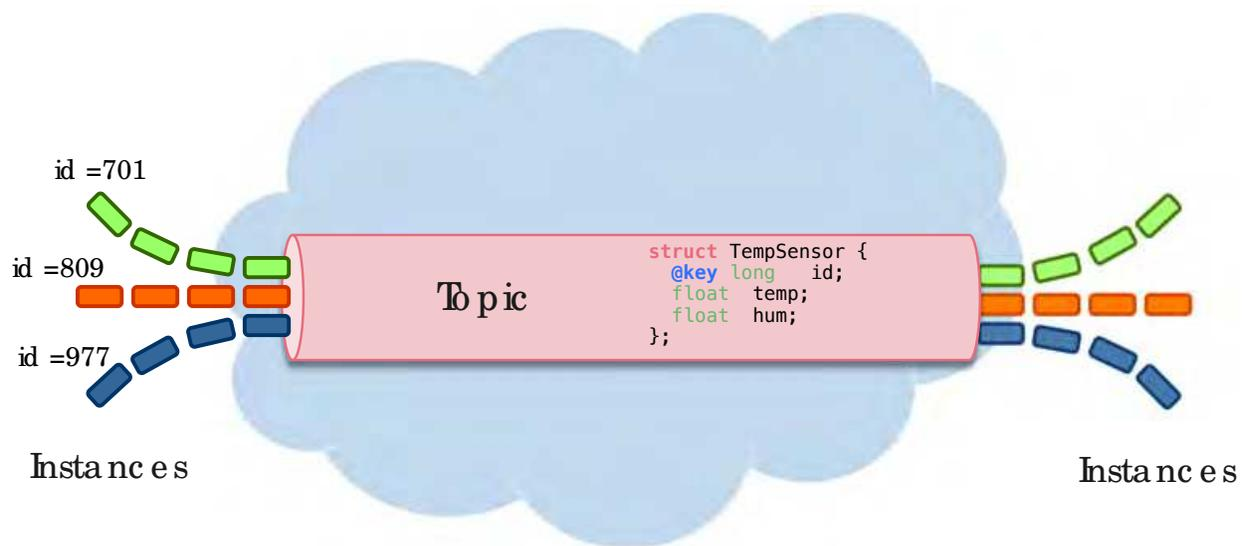 id =701
id =809
id =977
Instances
Topic
struct TempSensor {
@key long id;
float temp;
float hum;
};
Instances